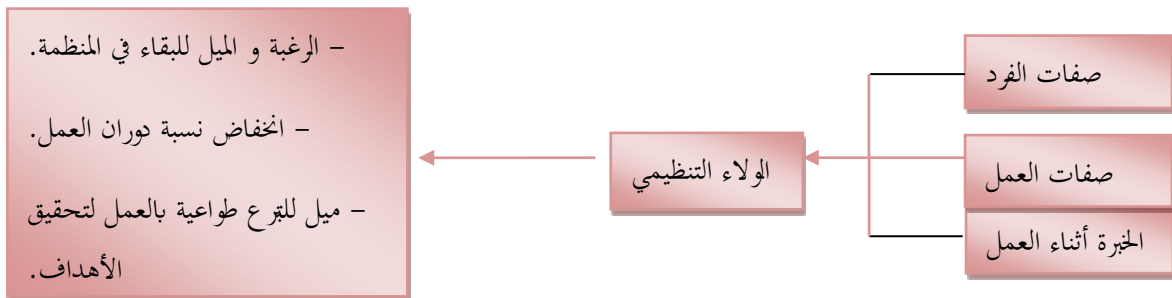 صفات الفرد
صفات العمل
الخبرة أثناء العمل
الولاء التنظيمي
– الرغبة و الميل للبقاء في المنظمة.
– انخفاض نسبة دوران العمل.
– ميل للتبرع طواعية بالعمل لتحقيق
الأهداف.